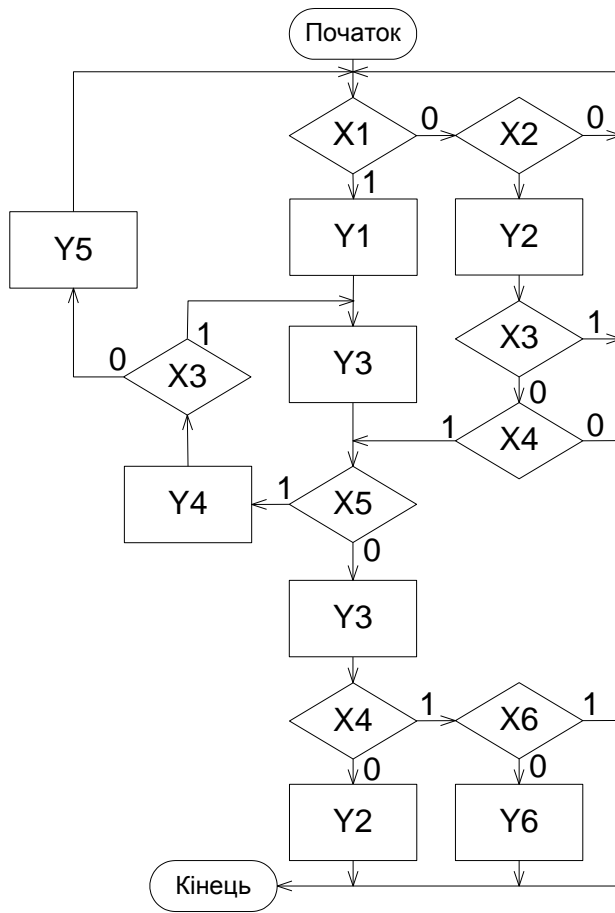 Початок
X1 0 X2 0
1
Y5 Y1 Y2
1
0 X3 Y3 X3 1
0
1 X4 0
Y4 1 X5
0
Y3
X4 1 X6 1
0 0
Y2 Y6
Кінець